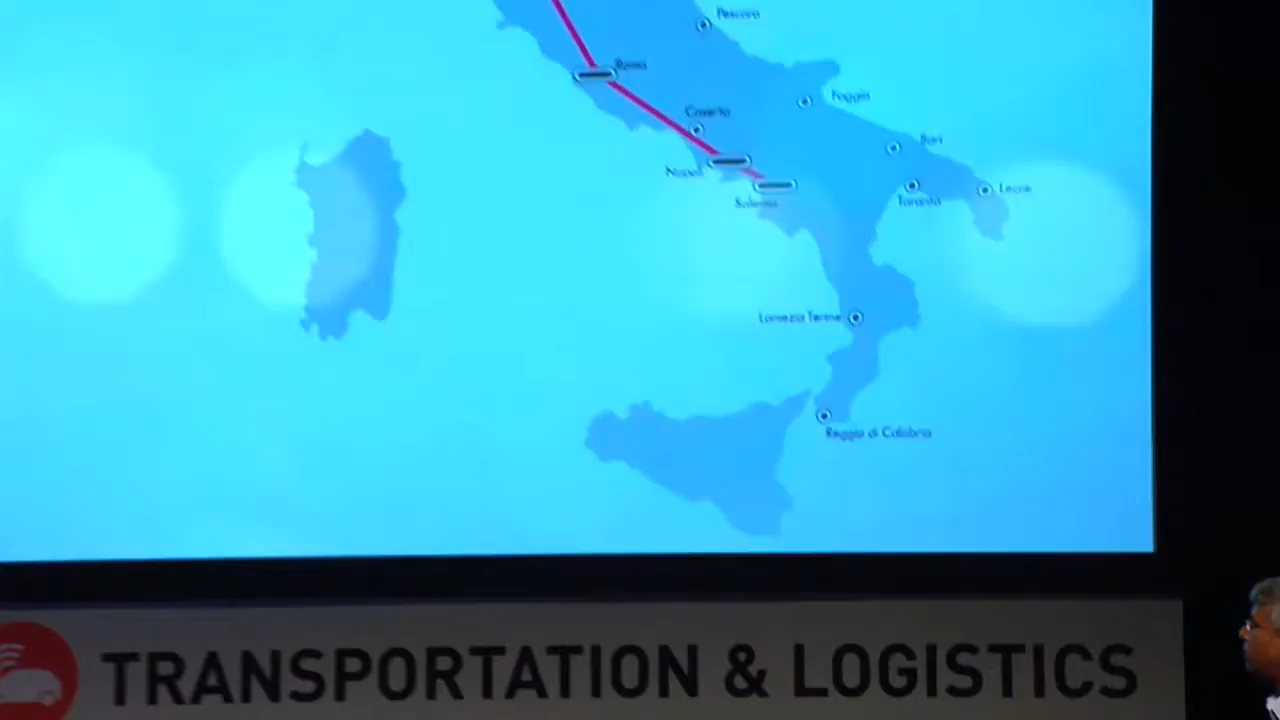 Pescara
Roma
Foggia
Caserta
Bari
Napoli
Lecce
Salerno
Taranto
Lamezia Terme
Reggio di Calabria
TRANSPORTATION & LOGISTICS